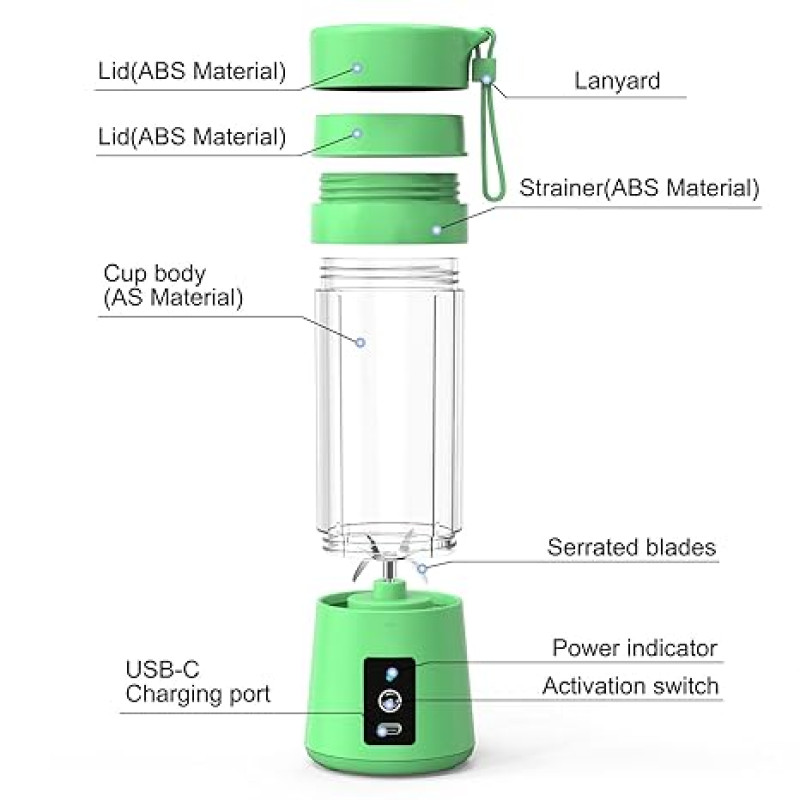 Lid(ABS Material)
Lanyard
Lid(ABS Material)
Strainer(ABS Material)
Cup body
(AS Material)
Serrated blades
Power indicator
USB-C
Charging port
Activation switch